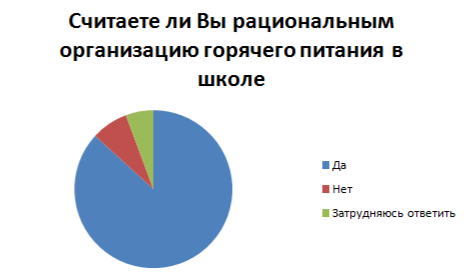 Считаете ли Вы рациональным
организацию горячего питания в
школе
Да
Нет
Затрудняюсь ответить